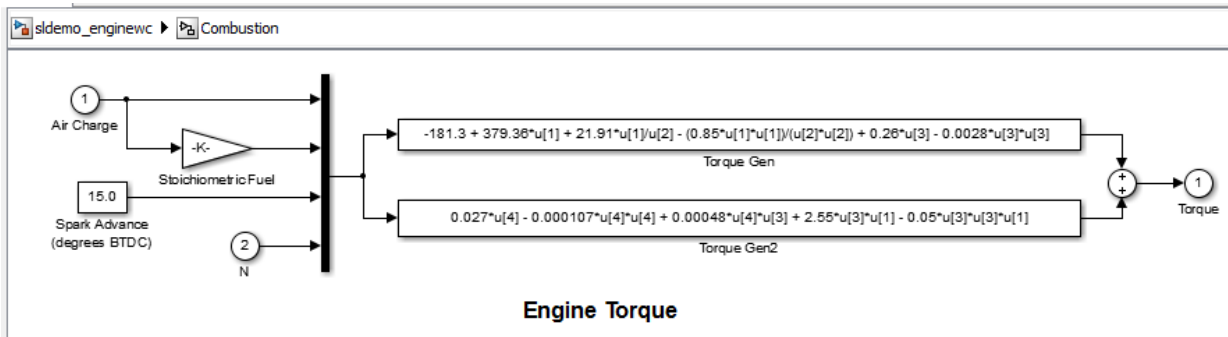 sldemo_enginewc Combustion
1
Air Charge
-K-
Stoichiometric Fuel
15.0
Spark Advance
(degrees BTDC)
2
N
-181.3 + 379.36*u[1] + 21.91*u[1]/u[2] - (0.85*u[1]*u[1])/(u[2]*u[2]) + 0.26*u[3] - 0.0028*u[3]*u[3]
Torque Gen
0.027*u[4] - 0.000107*u[4]*u[4] + 0.00048*u[4]*u[3] + 2.55*u[3]*u[1] - 0.05*u[3]*u[3]*u[1]
Torque Gen2
+
+
1
Torque
Engine Torque